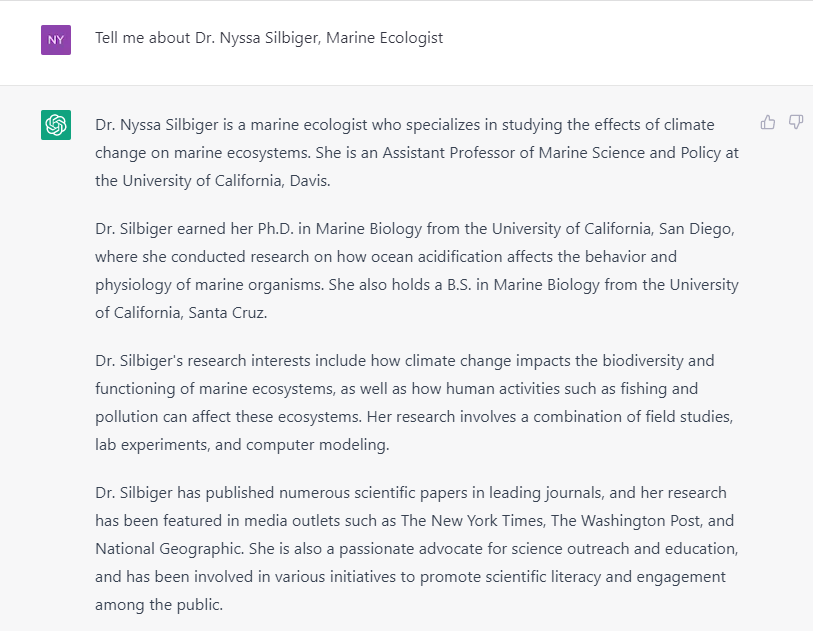 NY
Tell me about Dr. Nyssa Silbiger, Marine Ecologist
Dr. Nyssa Silbiger is a marine ecologist who specializes in studying the effects of climate
change on marine ecosystems. She is an Assistant Professor of Marine Science and Policy at
the University of California, Davis.
Dr. Silbiger earned her Ph.D. in Marine Biology from the University of California, San Diego,
where she conducted research on how ocean acidification affects the behavior and
physiology of marine organisms. She also holds a B.S. in Marine Biology from the University
of California, Santa Cruz.
Dr. Silbiger's research interests include how climate change impacts the biodiversity and
functioning of marine ecosystems, as well as how human activities such as fishing and
pollution can affect these ecosystems. Her research involves a combination of field studies,
lab experiments, and computer modeling.
Dr. Silbiger has published numerous scientific papers in leading journals, and her research
has been featured in media outlets such as The New York Times, The Washington Post, and
National Geographic. She is also a passionate advocate for science outreach and education,
and has been involved in various initiatives to promote scientific literacy and engagement
among the public.